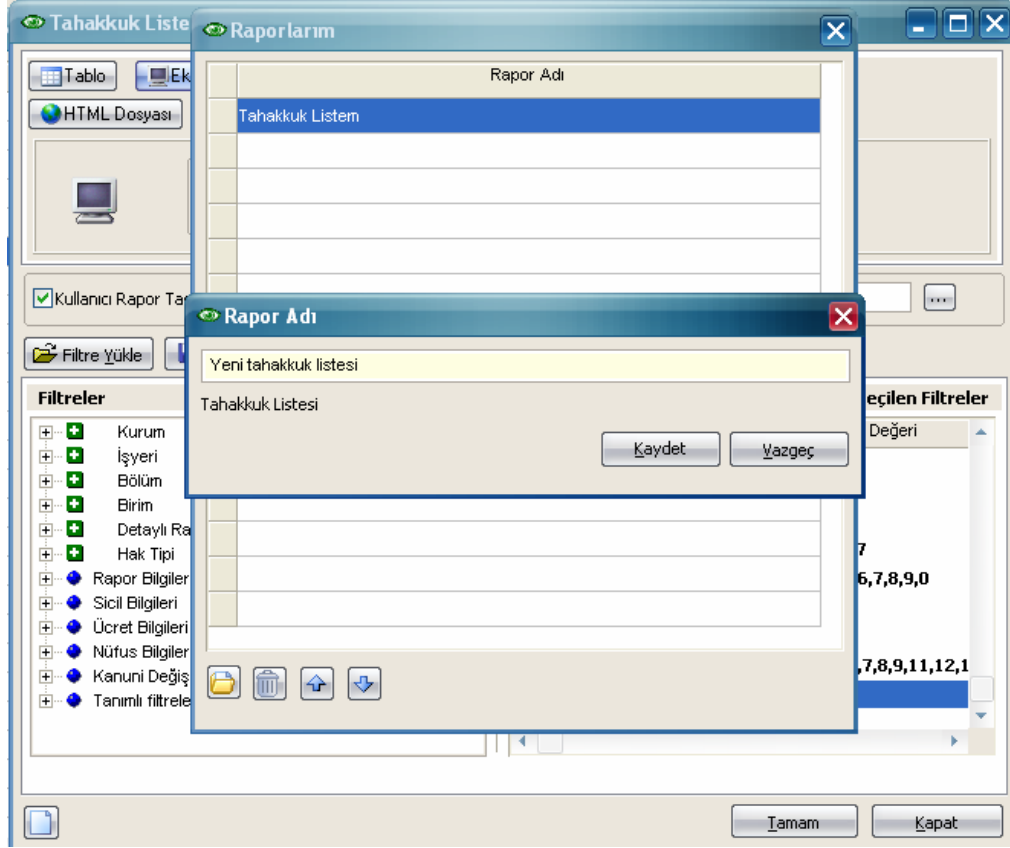 Tahakkuk Liste
Raporlarım
Tablo
Ek
HTML Dosyası
Rapor Adı
Tahakkuk Listem
Kullanıcı Rapor Ta
...
Rapor Adı
Yeni tahakkuk listesi
Tahakkuk Listesi
Kaydet
Vazgeç
Filtre Yükle
Filtreler
eçilen Filtreler
Değeri
Kurum
İşyeri
Bölüm
Birim
Detaylı Ra
Hak Tipi
7
Rapor Bilgiler
6,7,8,9,0
Sicil Bilgileri
Ücret Bilgileri
Nüfus Bilgiler
Kanuni Değiş
,7,8,9,11,12,1
Tanımlı filtrele
Tamam
Kapat